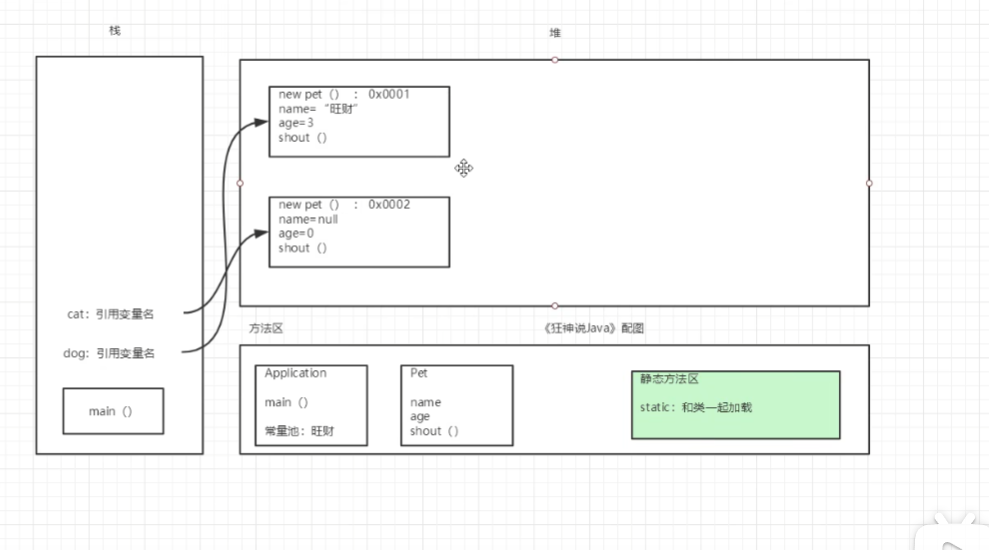 栈
堆
new pet（） ： 0x0001
name= “旺财”
age=3
shout（）
new pet（） ： 0x0002
name=null
age=0
shout（）
cat：引用变量名
dog：引用变量名
main（）
方法区
《狂神说Java》配图
Application
main（）
常量池：旺财
Pet
name
age
shout（）
静态方法区
static：和类一起加载